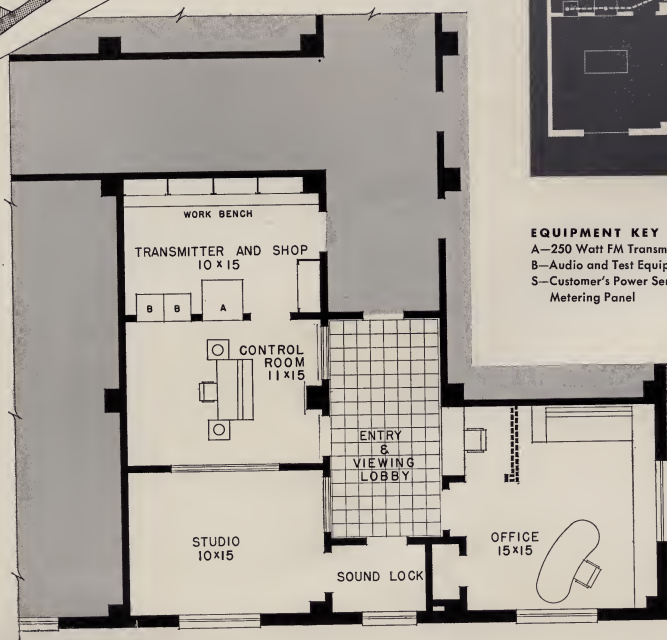 WORK BENCH
TRANSMITTER AND SHOP
10 x 15
B B A
CONTROL
ROOM
11x15
ENTRY
&
VIEWING
LOBBY
STUDIO
10x15
SOUND LOCK
OFFICE
15x15
EQUIPMENT KEY
A—250 Watt FM Transm
B—Audio and Test Equip
S—Customer's Power Ser
Metering Panel